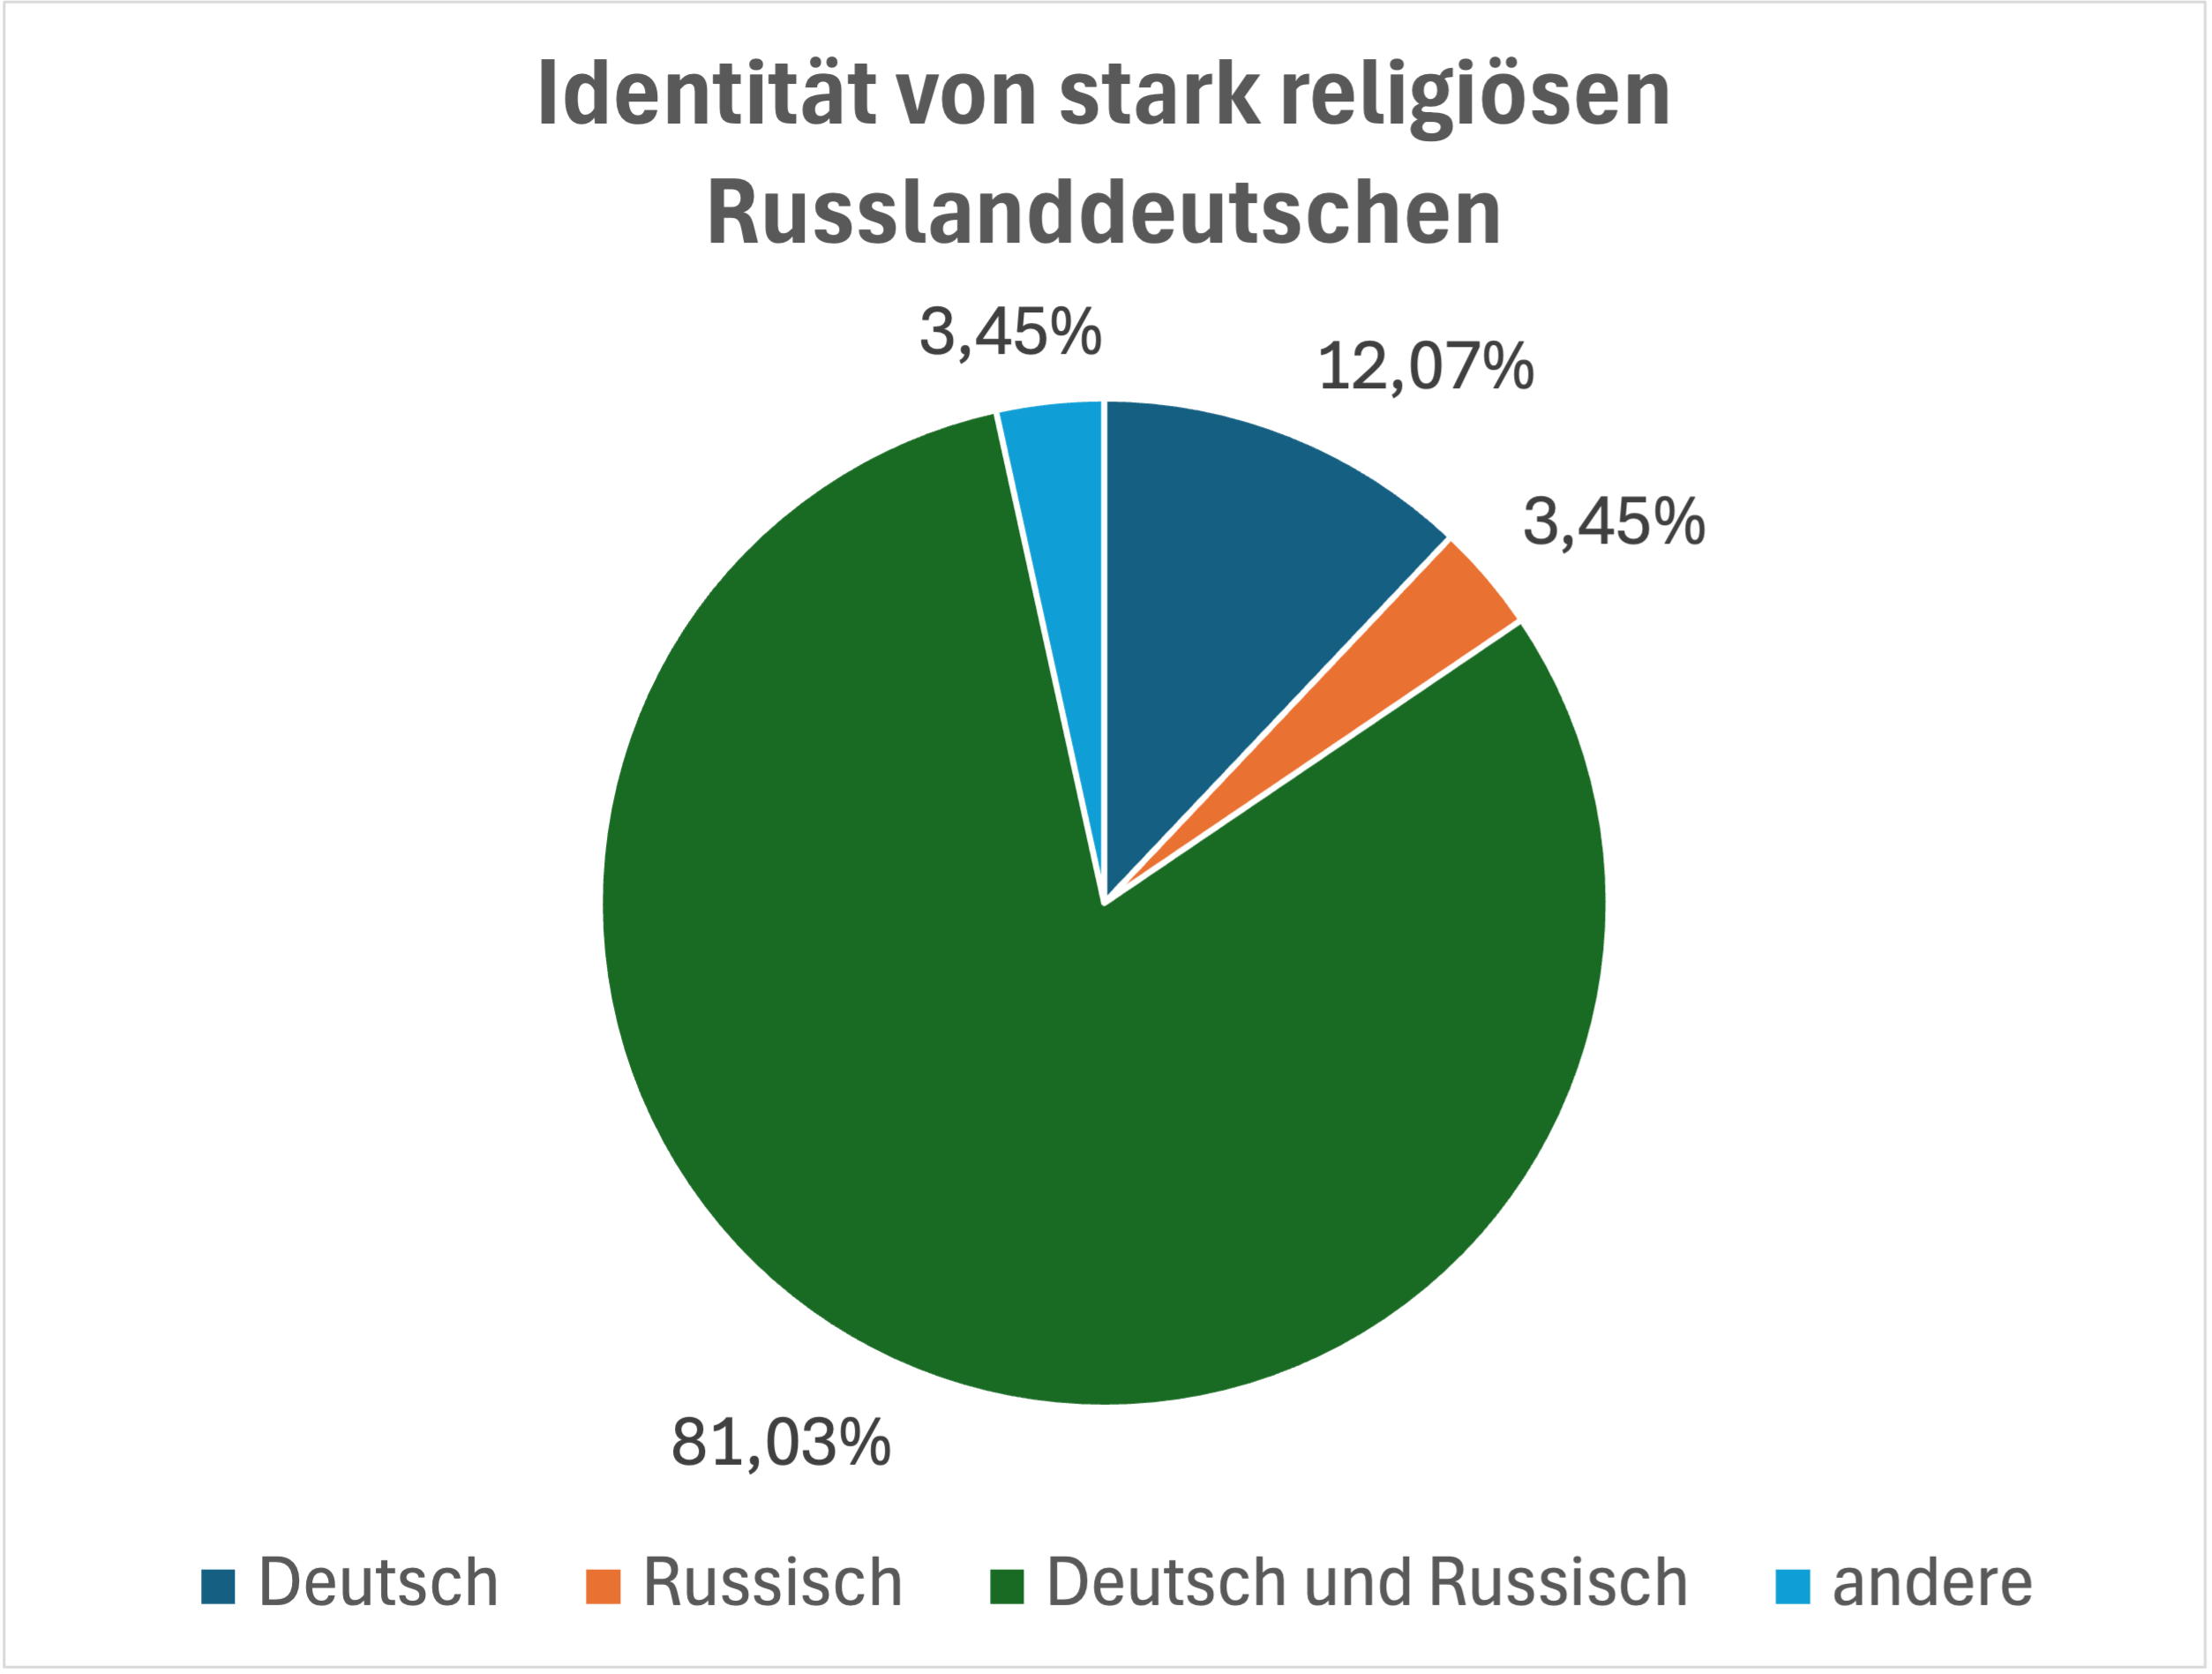 Identität von stark religiösen
Russlanddeutschen
3,45%
12,07%
3,45%
81,03%
Deutsch Russisch Deutsch und Russisch andere